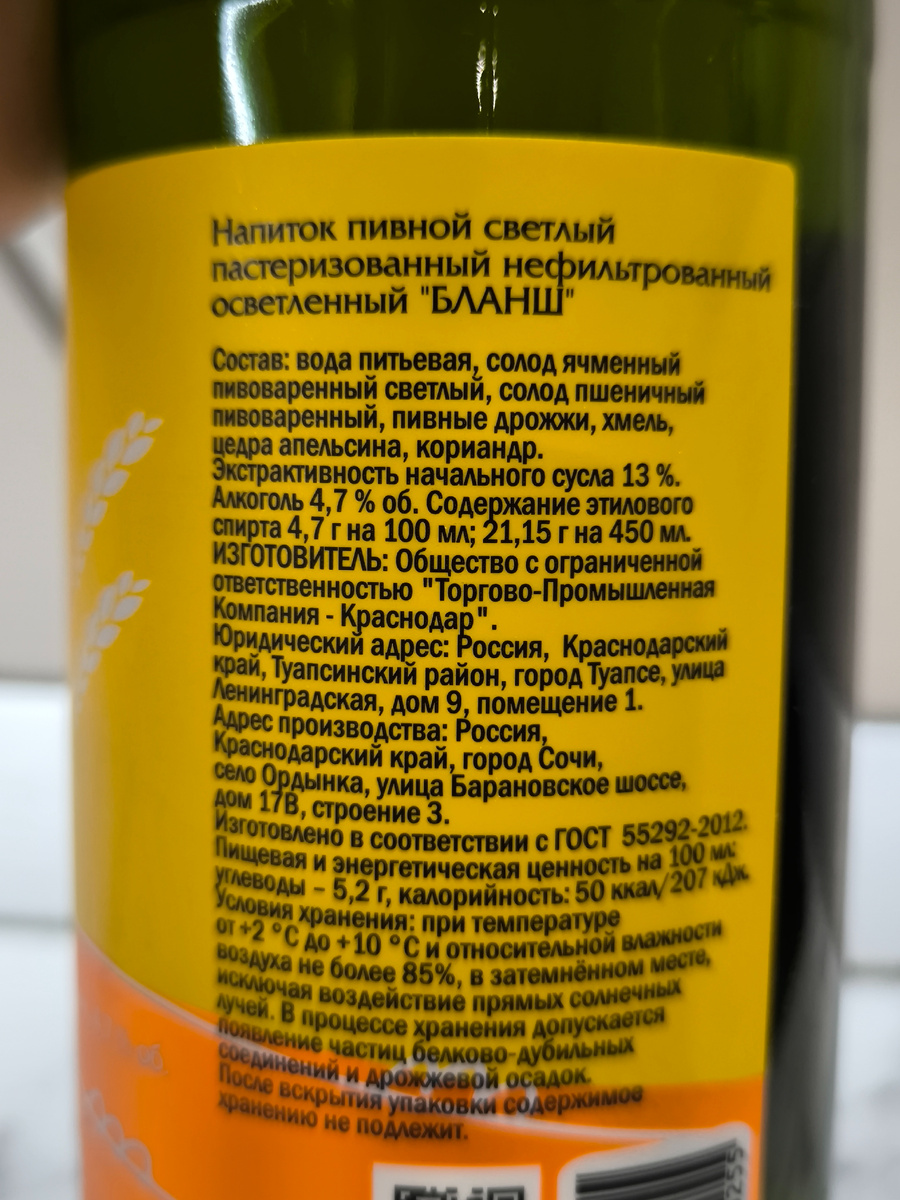 Напиток пивной светлый
пастеризованный нефильтрованный
осветленный "БЛАНШ"
Состав: вода питьевая, солод ячменный
пивоваренный светлый, солод пшеничный
пивоваренный, пивные дрожжи, хмель,
цедра апельсина, кориандр.
Экстрактивность начального сусла 13 %.
Алкоголь 4,7 % об. Содержание этилового
спирта 4,7 г на 100 мл; 21,15 г на 450 мл.
ИЗГОТОВИТЕЛЬ: Общество с ограниченной
ответственностью "Торгово-Промышленная
Компания - Краснодар".
Юридический адрес: Россия, Краснодарский
край, Туапсинский район, город Туапсе, улица
Ленинградская, дом 9, помещение 1.
Адрес производства: Россия,
Краснодарский край, город Сочи,
село Ордынка, улица Барановское шоссе,
дом 17В, строение 3.
Изготовлено в соответствии с ГОСТ 55292-2012.
Пищевая и энергетическая ценность на 100 мл:
углеводы – 5,2 г, калорийность: 50 ккал/207 кДж.
Условия хранения: при температуре
от +2 °С до +10 °С и относительной влажности
воздуха не более 85%, в затемнённом месте,
исключая воздействие прямых солнечных
лучей. В процессе хранения допускается
появление частиц белково-дубильных
соединений и дрожжевой осадок.
После вскрытия упаковки содержимое
хранению не подлежит.